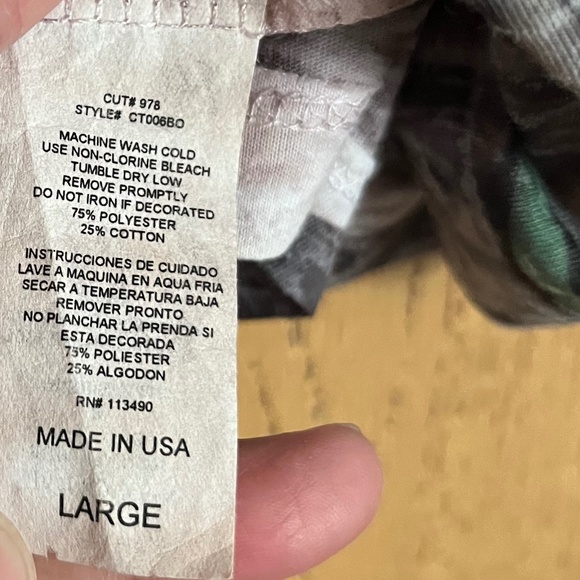 CUT# 978
STYLE# CT006BO
MACHINE WASH COLD
USE NON-CLORINE BLEACH
TUMBLE DRY LOW
REMOVE PROMPTLY
DO NOT IRON IF DECORATED
75% POLYESTER
25% COTTON
INSTRUCCIONES DE CUIDADO
LAVE A MAQUINA EN AQUA FRIA
SECAR A TEMPERATURA BAJA
REMOVER PRONTO
NO PLANCHAR LA PRENDA SI
ESTA DECORADA
75% POLIESTER
25% ALGODON
RN# 113490
MADE IN USA
LARGE